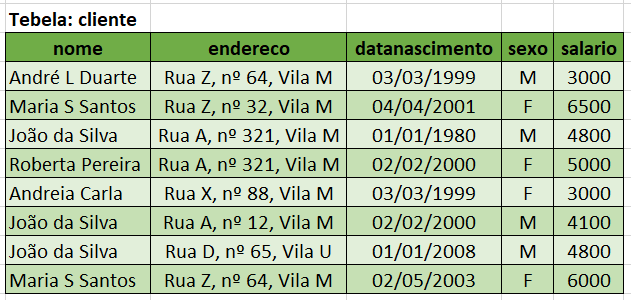 Tebela: cliente
nome endereco datanascimento sexo salario
André L Duarte Rua Z, nº 64, Vila M 03/03/1999 M 3000
Maria S Santos Rua Z, nº 32, Vila M 04/04/2001 F 6500
João da Silva Rua A, nº 321, Vila M 01/01/1980 M 4800
Roberta Pereira Rua A, nº 321, Vila M 02/02/2000 F 5000
Andreia Carla Rua X, nº 88, Vila M 03/03/1999 F 3000
João da Silva Rua A, nº 12, Vila M 02/02/2000 M 4100
João da Silva Rua D, nº 65, Vila U 01/01/2008 M 4800
Maria S Santos Rua Z, nº 64, Vila M 02/05/2003 F 6000